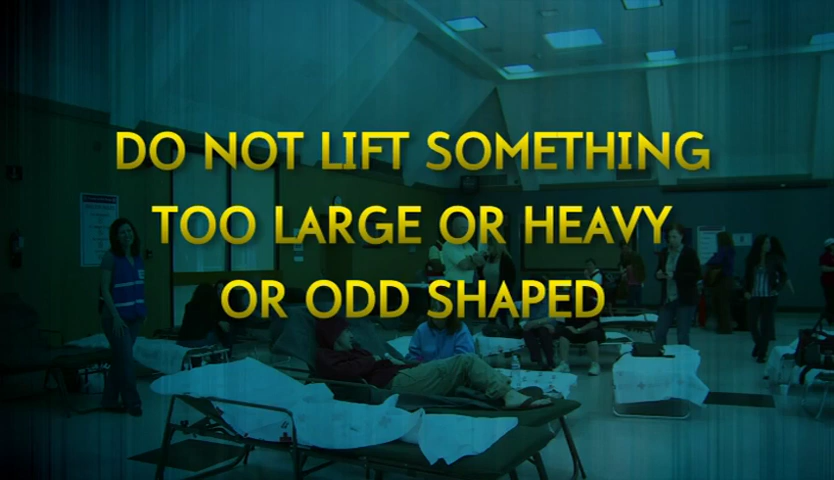 DO NOT LIFT SOMETHING
TOO LARGE OR HEAVY
OR ODD SHAPED